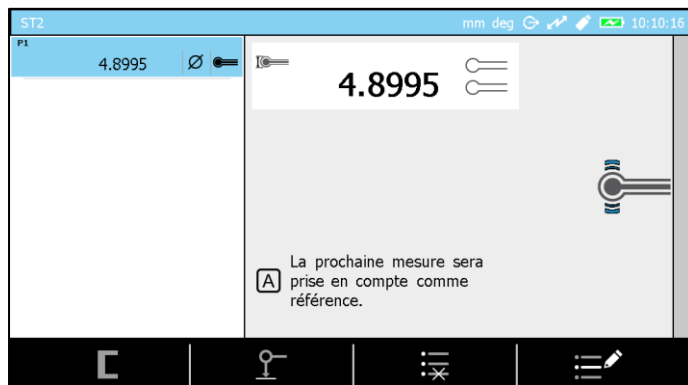 ST2
mm deg
10:10:16
P1
4.8995 Ø
4.8995
A
La prochaine mesure sera
prise en compte comme
référence.